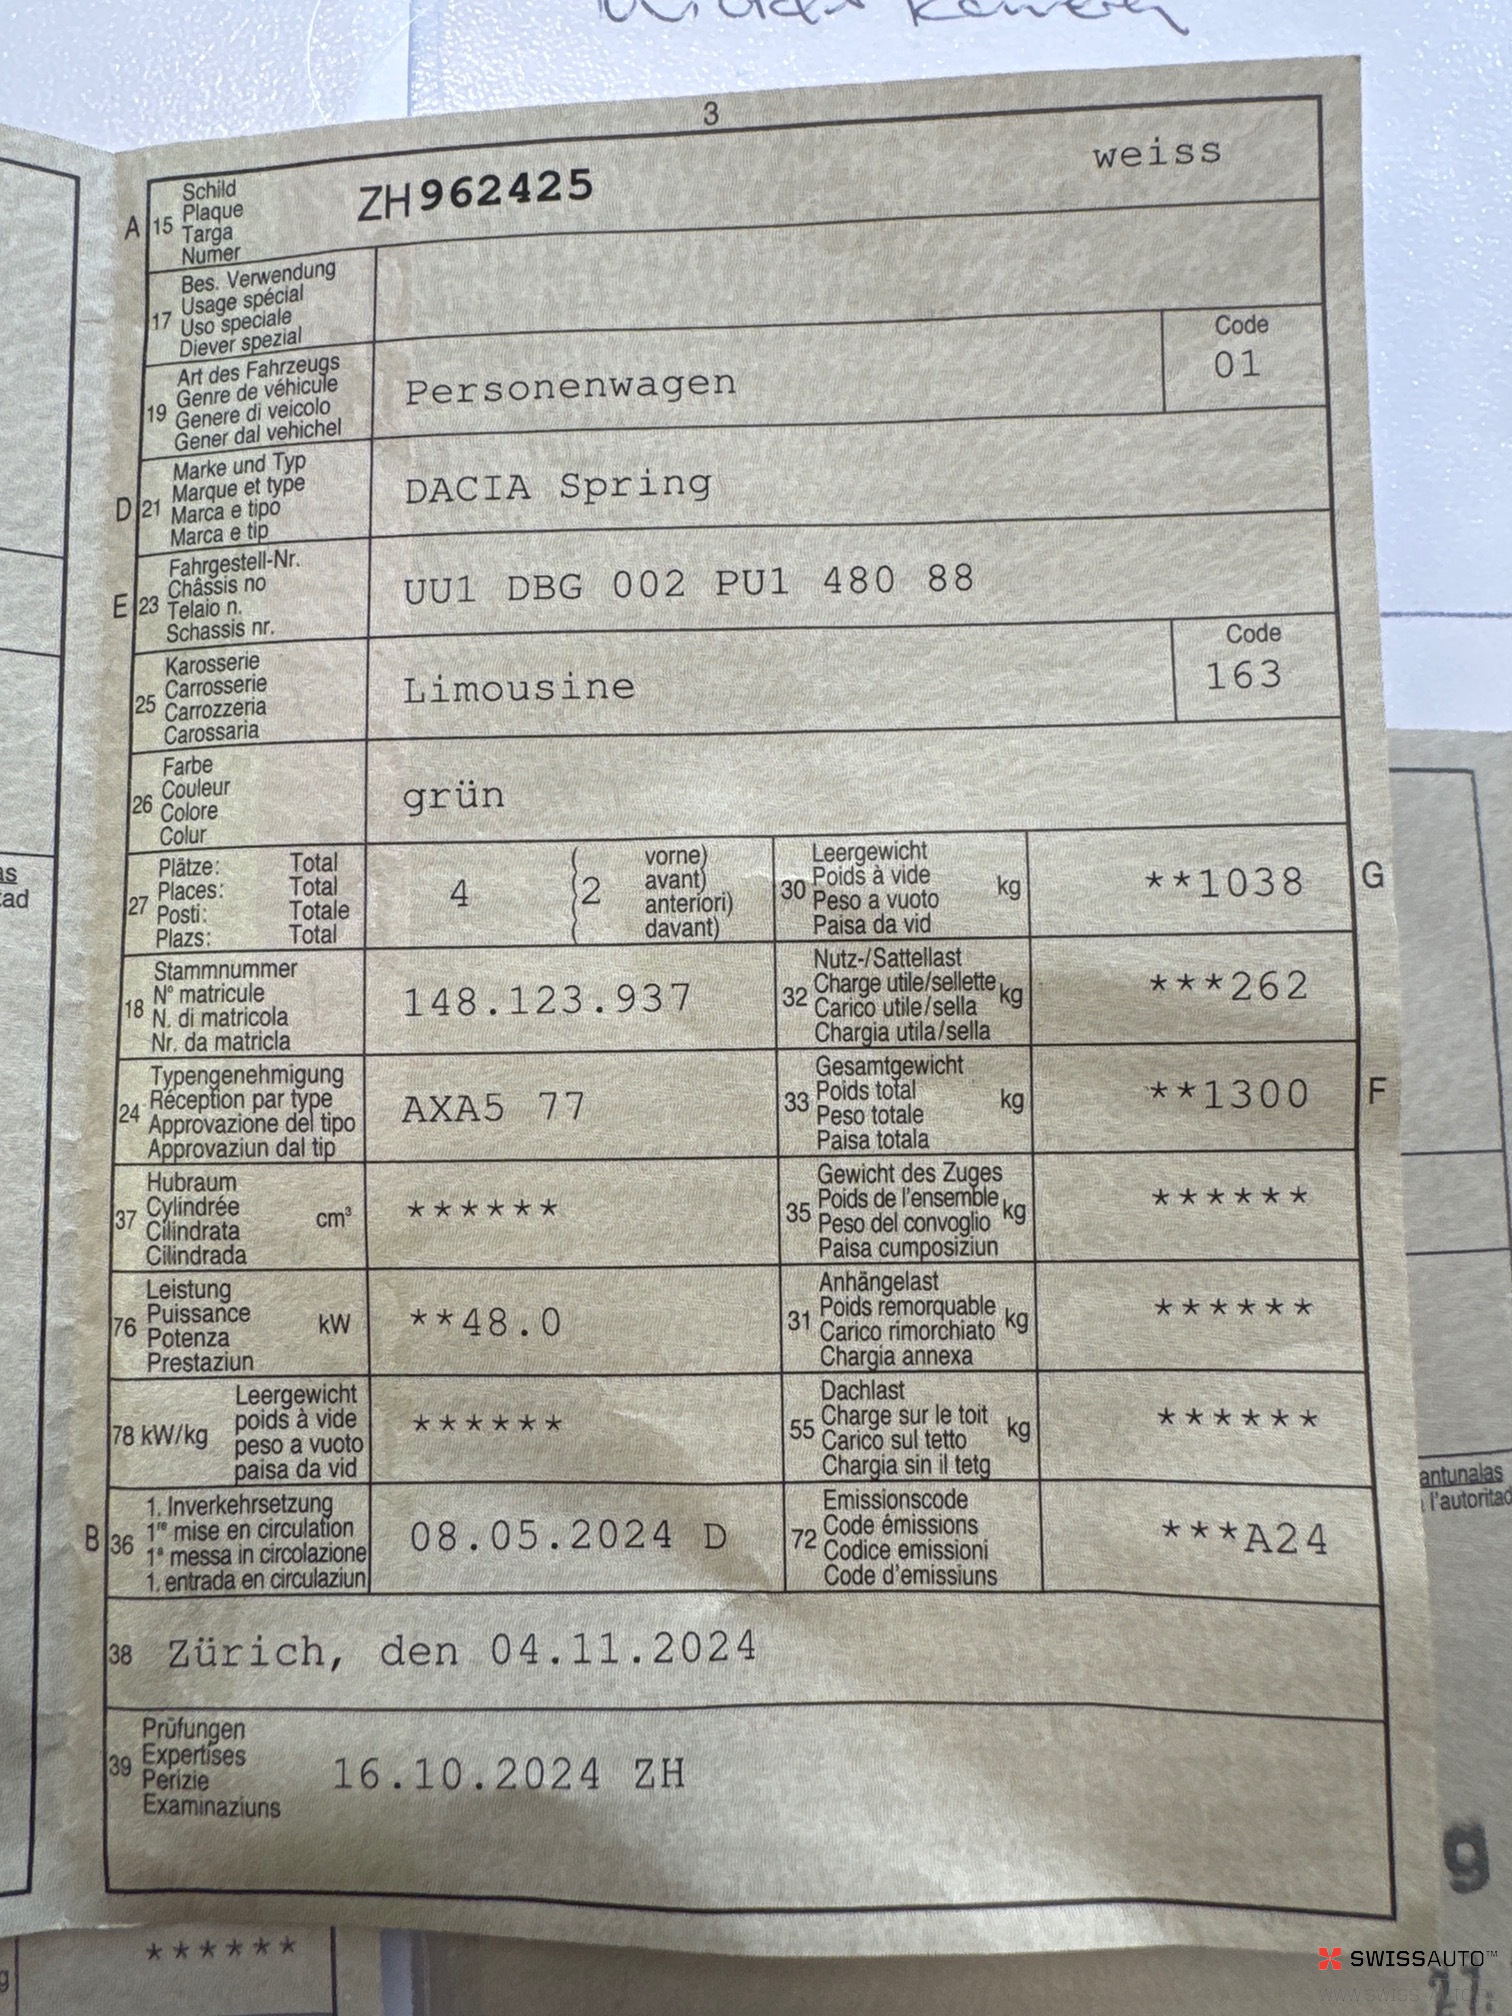 3
A 15 Schild
Plaque
Targa
Numer
ZH962425 weiss
17 Bes. Verwendung
Usage spécial
Uso speciale
Diever spezial
19 Art des Fahrzeugs
Genre de véhicule
Genere di veicolo
Gener dal vehichel
Personenwagen
Code
01
D 21 Marke und Typ
Marque et type
Marca e tipo
Marca e tip
DACIA Spring
E 23 Fahrgestell-Nr.
Châssis no
Telaio n.
Schassis nr.
UU1 DBG 002 PU1 480 88
25 Karosserie
Carrosserie
Carrozzeria
Carossaria
Limousine
Code
163
26 Farbe
Couleur
Colore
Colur
grün
27 Plätze: Total
Places: Total
Posti: Totale
Plazs: Total
4 (2 vorne)
avant)
anteriori)
davant)
30 Leergewicht
Poids à vide kg
Peso a vuoto
Paisa da vid
**1038 G
18 Stammnummer
N° matricule
N. di matricola
Nr. da matricla
148.123.937
32 Nutz-/Sattellast
Charge utile/sellette kg
Carico utile/sella
Chargia utila/sella
***262
24 Typengenehmigung
Réception par type
Approvazione del tipo
Approvaziun dal tip
AXA5 77
33 Gesamtgewicht
Poids total kg
Peso totale
Paisa totala
**1300 F
37 Hubraum
Cylindrée cm³
Cilindrata
Cilindrada
******
35 Gewicht des Zuges
Poids de l'ensemble kg
Peso del convoglio
Paisa cumposiziun
******
76 Leistung
Puissance kW
Potenza
Prestaziun
**48.0
31 Anhängelast
Poids remorquable kg
Carico rimorchiato
Chargia annexa
******
78 kW/kg Leergewicht
poids à vide
peso a vuoto
paisa da vid
******
55 Dachlast
Charge sur le toit kg
Carico sul tetto
Chargia sin il tetg
******
B 36 1. Inverkehrsetzung
1re mise en circulation
1a messa in circolazione
1. entrada en circulaziun
08.05.2024 D
72 Emissionscode
Code émissions
Codice emissioni
Code d'emissiuns
***A24
38 Zürich, den 04.11.2024
39 Prüfungen
Expertises
Perizie
Examinaziuns
16.10.2024 ZH
antunalas
l'autoritad
g
******
SWISSAUTO™